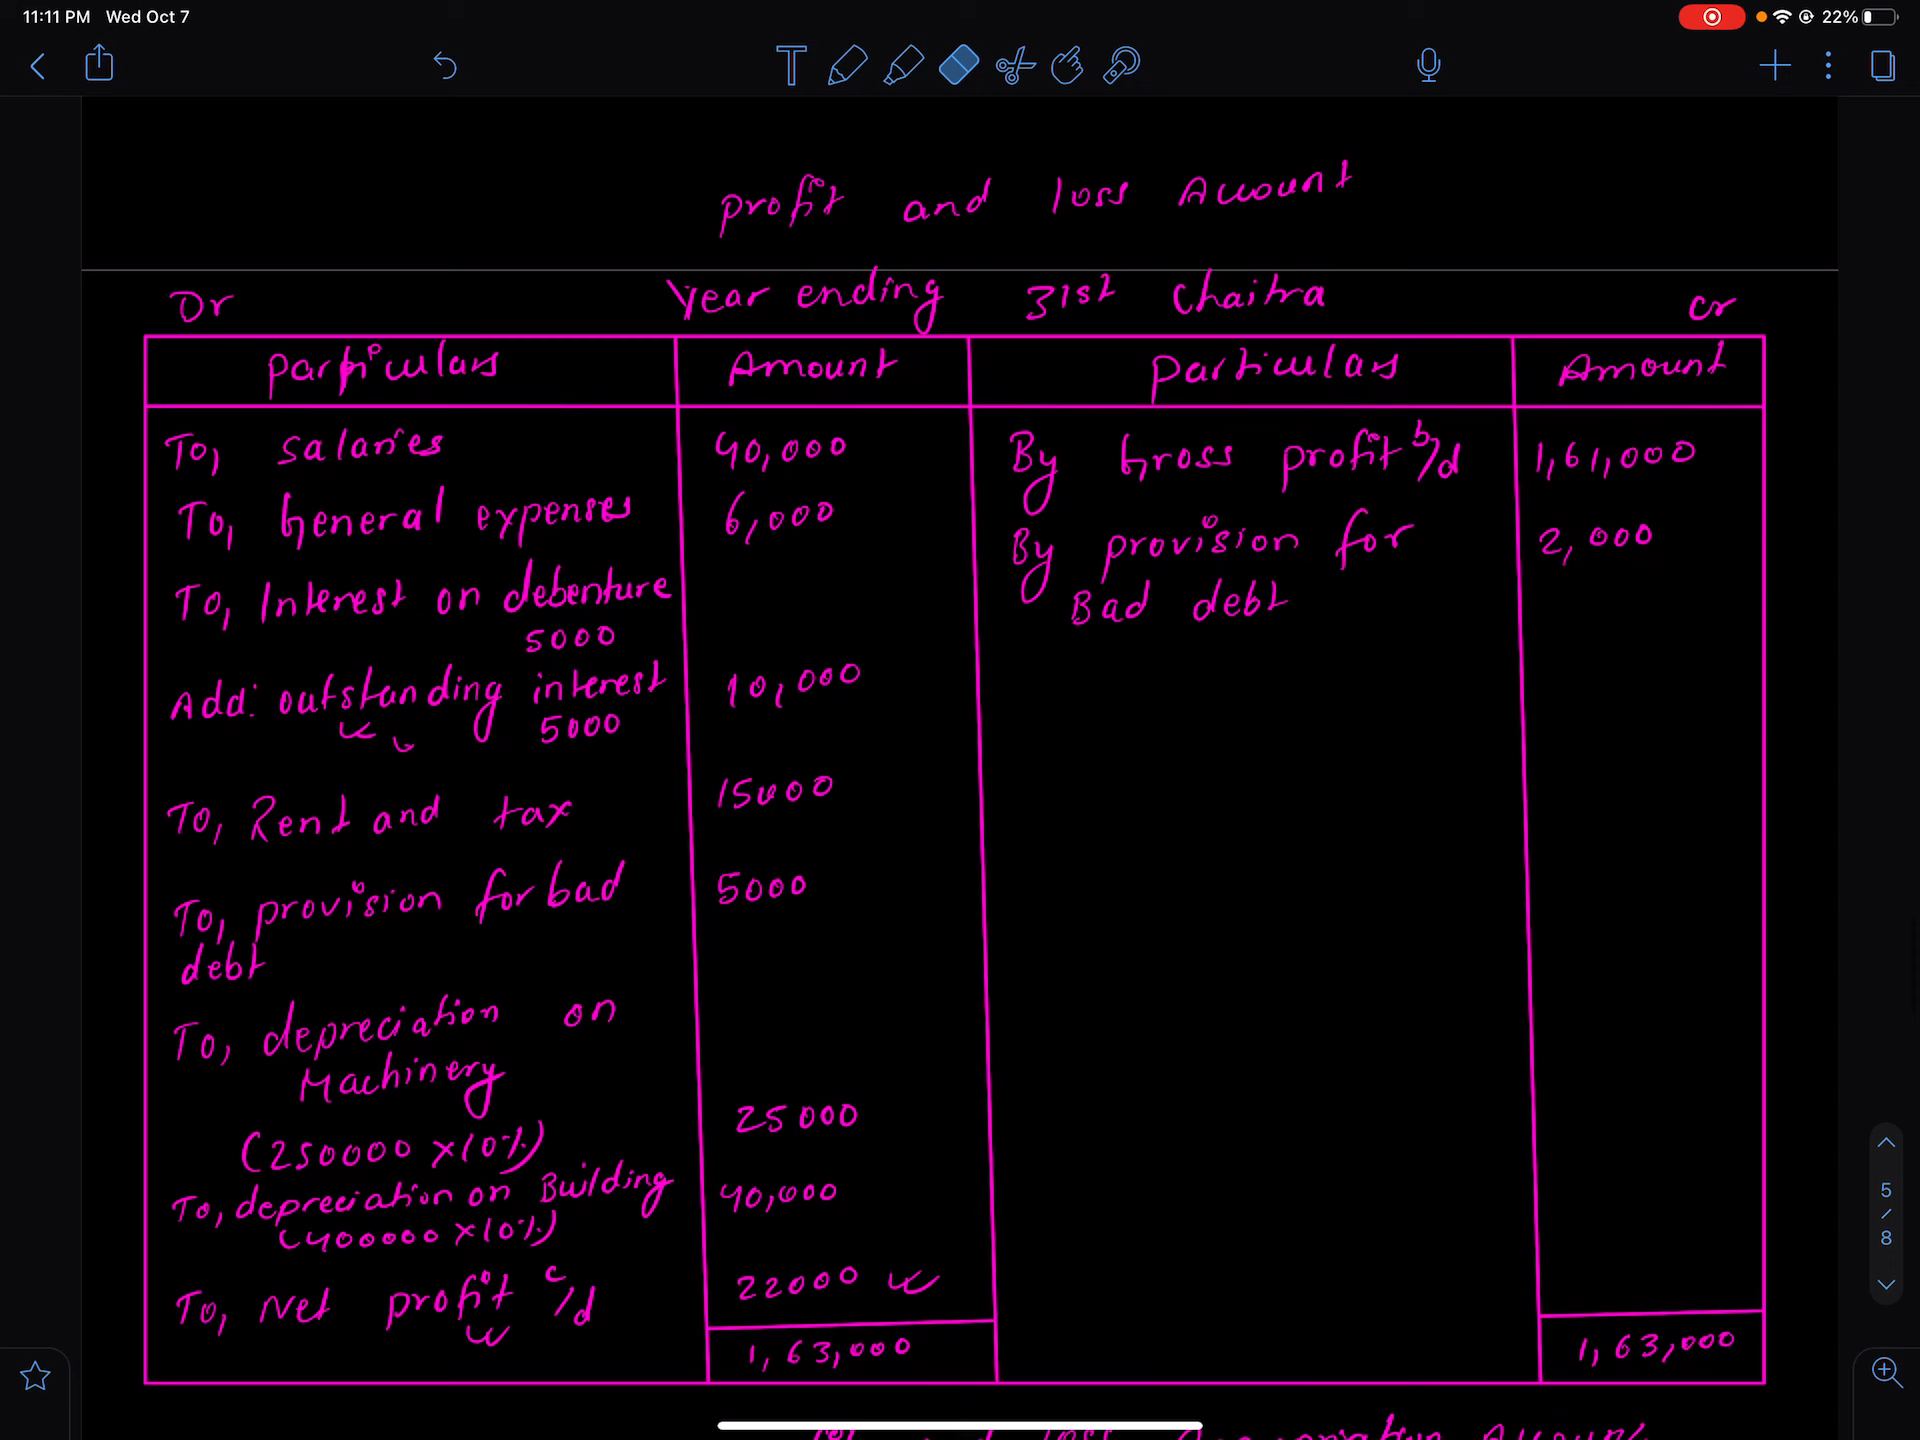 11:11 PM Wed Oct 7
22%
profit and loss Account
Dr Year ending 31st Chaitra cr
Particulars Amount Particulars Amount
To, salaries 40,000 By Gross profit b/d 1,61,000
To, General expenses 6,000 By provision for 2,000
Bad debt
To, Interest on debenture
5000
Add: outstanding interest 10,000
5000
To, Rent and tax 15000
To, provision for bad 5000
debt
To, depreciation on
Machinery
(250000 x 10%) 25000
To, depreciation on Building 40,000
(400000 x 10%)
To, Net profit c/d 22000
1,63,000 1,63,000
5
/
8
loss Account